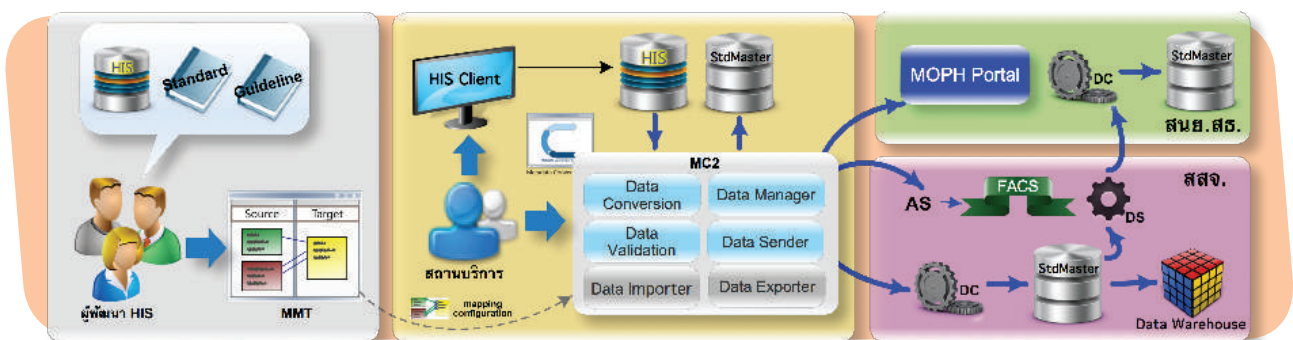 HIS
Standard
Guideline
Source
Target
ผู้พัฒนา HIS
MMT
HIS Client
HIS
StdMaster
สถานบริการ
mapping
configuration
MC2
Data
Conversion
Data Manager
Data
Validation
Data Sender
Data Importer
Data Exporter
MOPH Portal
DC
StdMaster
สนย.สธ.
สสจ.
AS
FACS
DS
DC
StdMaster
Data Warehouse